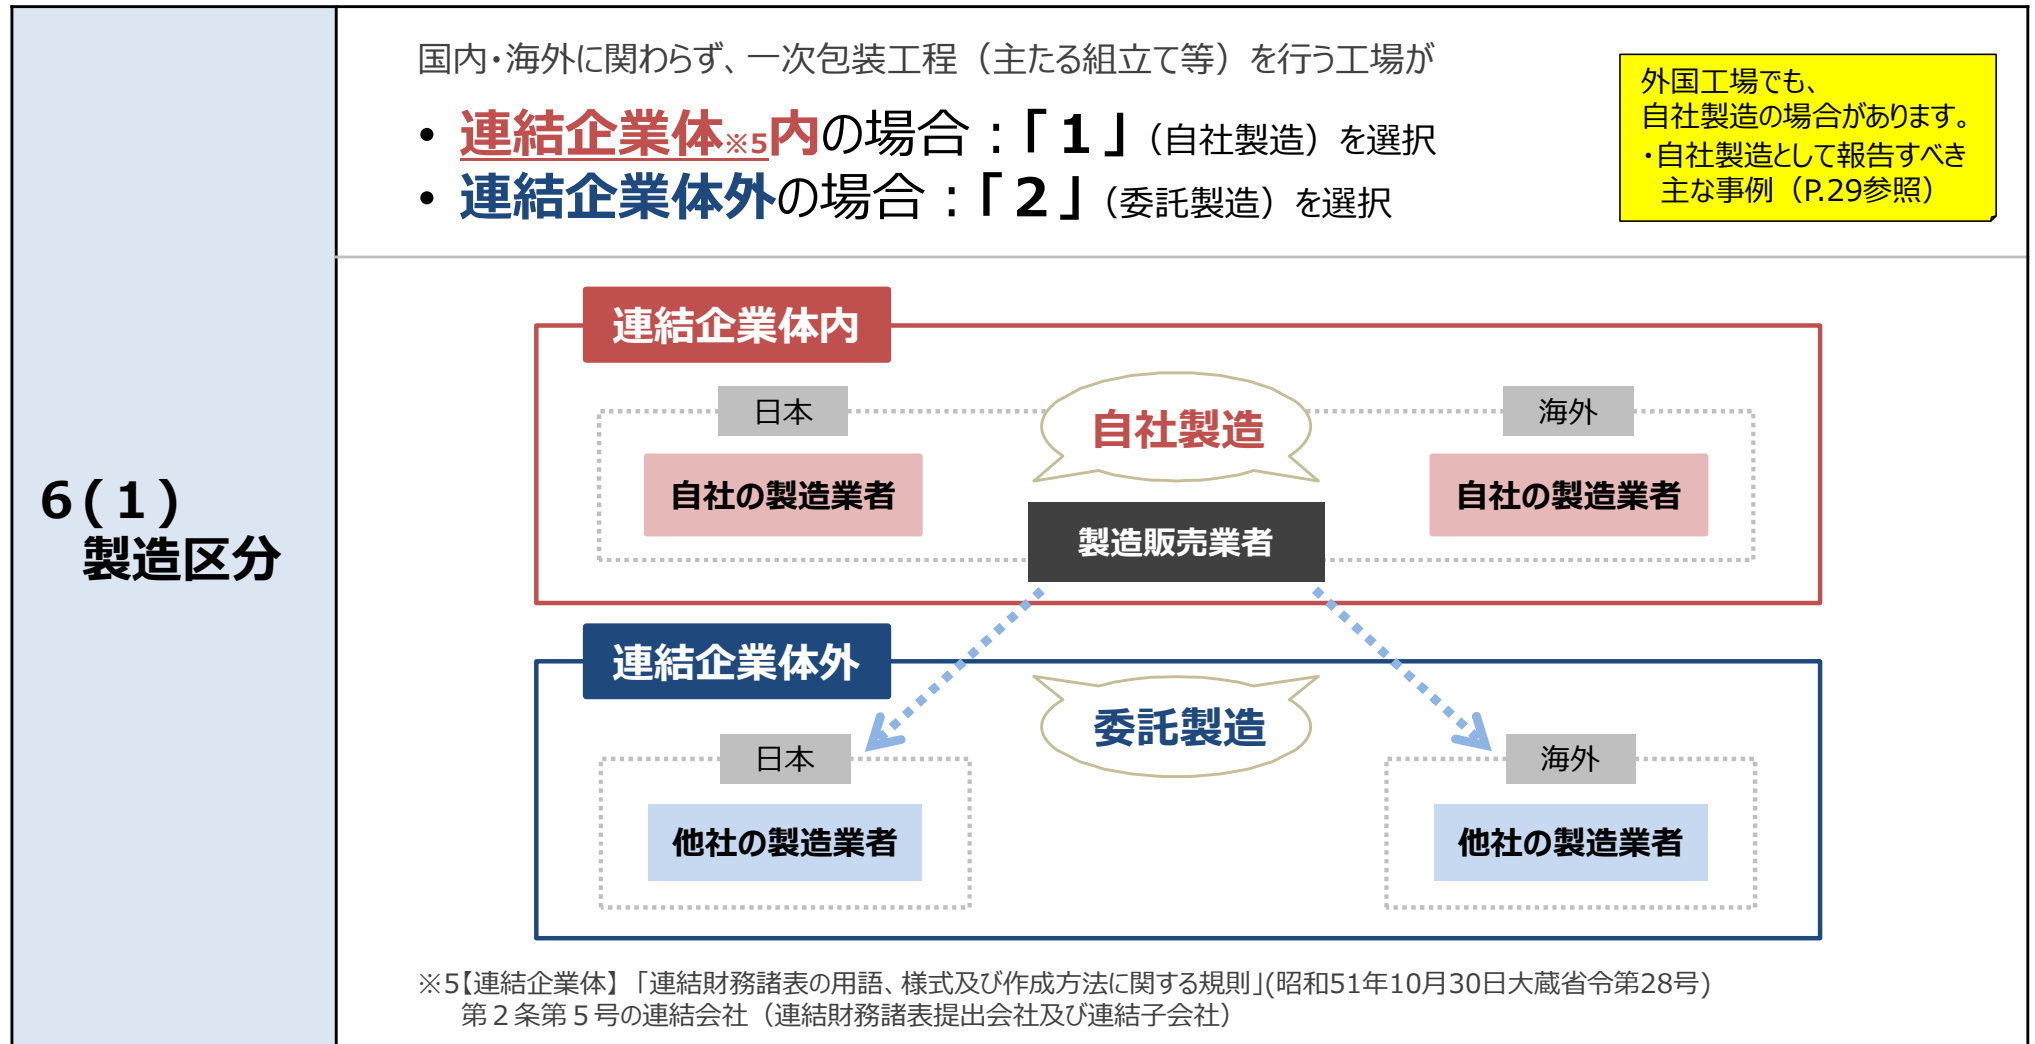 6(1)
製造区分
国内・海外に関わらず、一次包装工程（主たる組立て等）を行う工場が
• 連結企業体※5内の場合：「１」（自社製造）を選択
• 連結企業体外の場合：「２」（委託製造）を選択
外国工場でも、
自社製造の場合があります。
・自社製造として報告すべき
主な事例（P.29参照）
連結企業体内
日本
自社製造
海外
自社の製造業者
自社の製造業者
製造販売業者
連結企業体外
委託製造
日本
海外
他社の製造業者
他社の製造業者
※5【連結企業体】「連結財務諸表の用語、様式及び作成方法に関する規則」(昭和51年10月30日大蔵省令第28号)
第２条第５号の連結会社（連結財務諸表提出会社及び連結子会社）